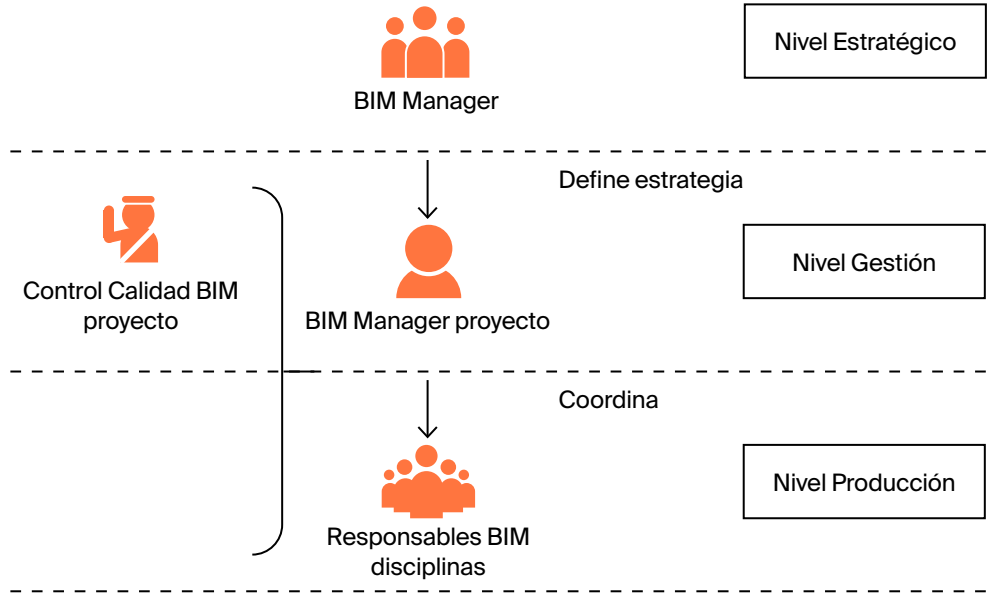 Nivel Estratégico
BIM Manager
Define estrategia
Control Calidad BIM
proyecto
BIM Manager proyecto
Nivel Gestión
Coordina
Responsables BIM
disciplinas
Nivel Producción